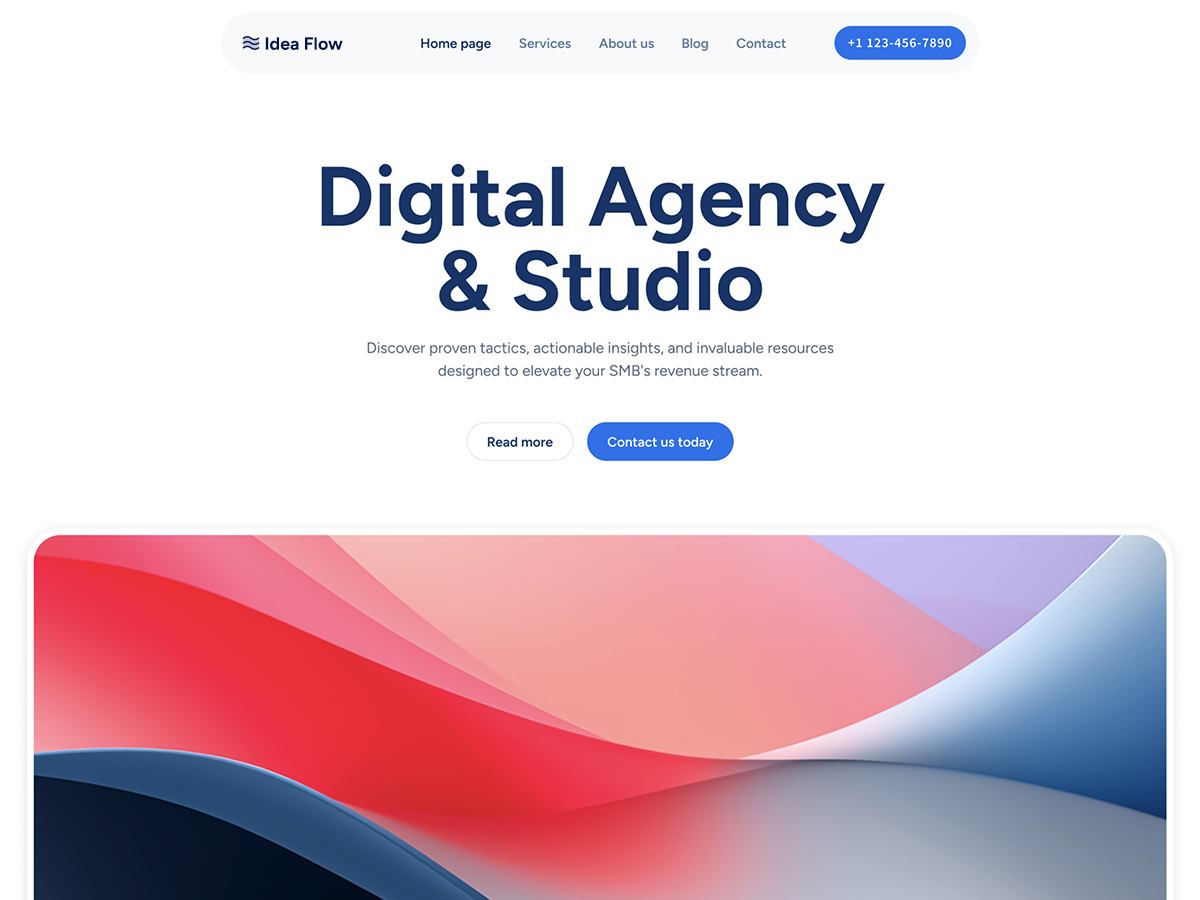 Idea Flow
Home page Services About us Blog Contact
+1 123-456-7890
Digital Agency
& Studio
Discover proven tactics, actionable insights, and invaluable resources
designed to elevate your SMB's revenue stream.
Read more
Contact us today